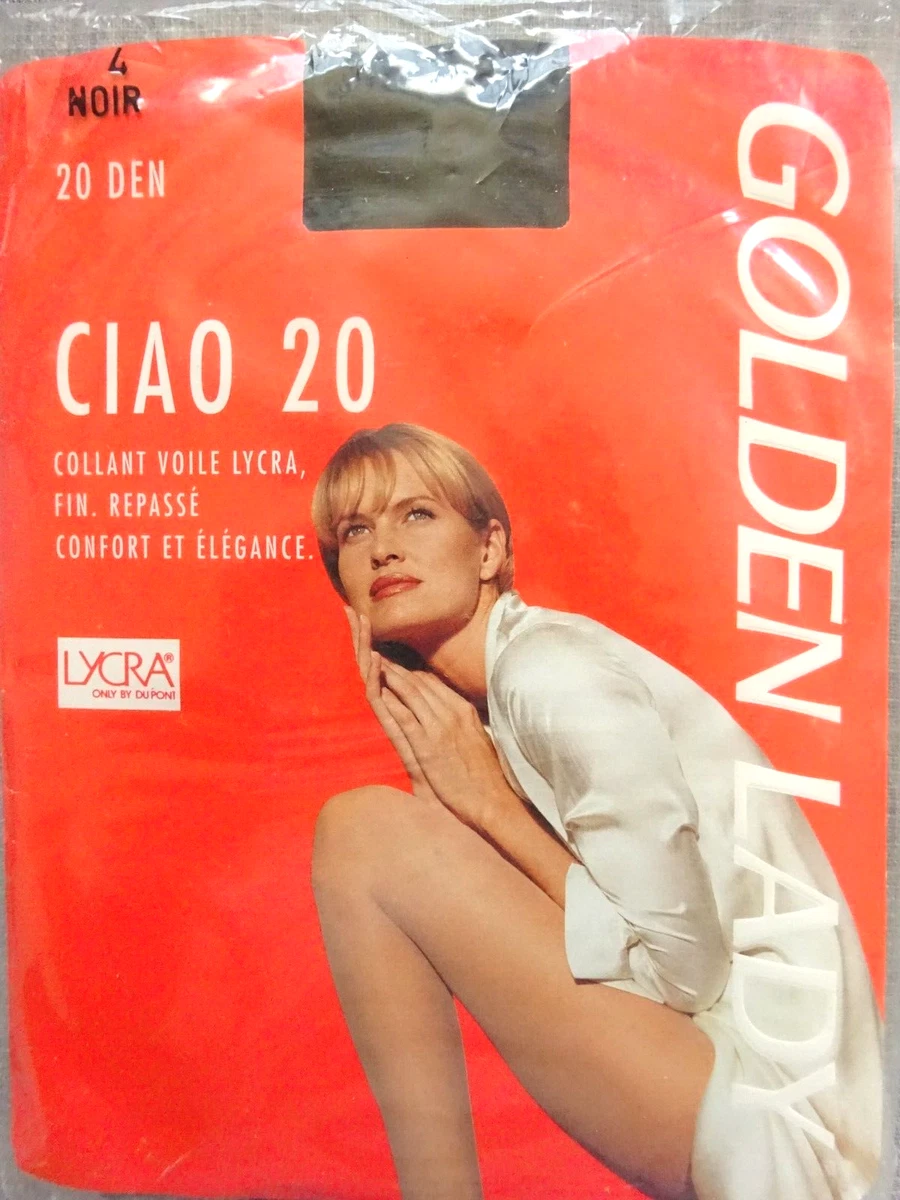 4
NOIR
20 DEN
CIAO 20
COLLANT VOILE LYCRA,
FIN. REPASSÉ
CONFORT ET ÉLÉGANCE.
LYCRA®
ONLY BY DU PONT
GOLDEN LADY